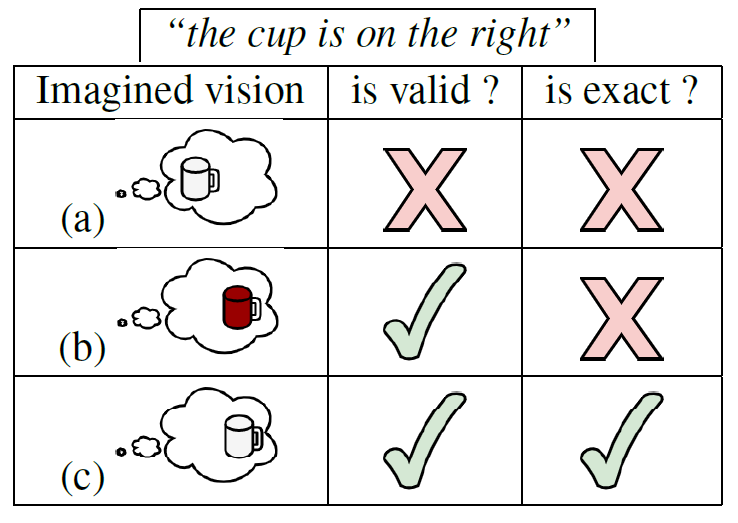 “the cup is on the right”
Imagined vision is valid ? is exact ?
(a)
(b)
(c)